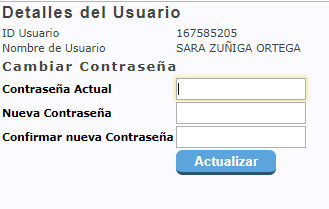 Detalles del Usuario
ID Usuario 167585205
Nombre de Usuario SARA ZUÑIGA ORTEGA
Cambiar Contraseña
Contraseña Actual
Nueva Contraseña
Confirmar nueva Contraseña
Actualizar